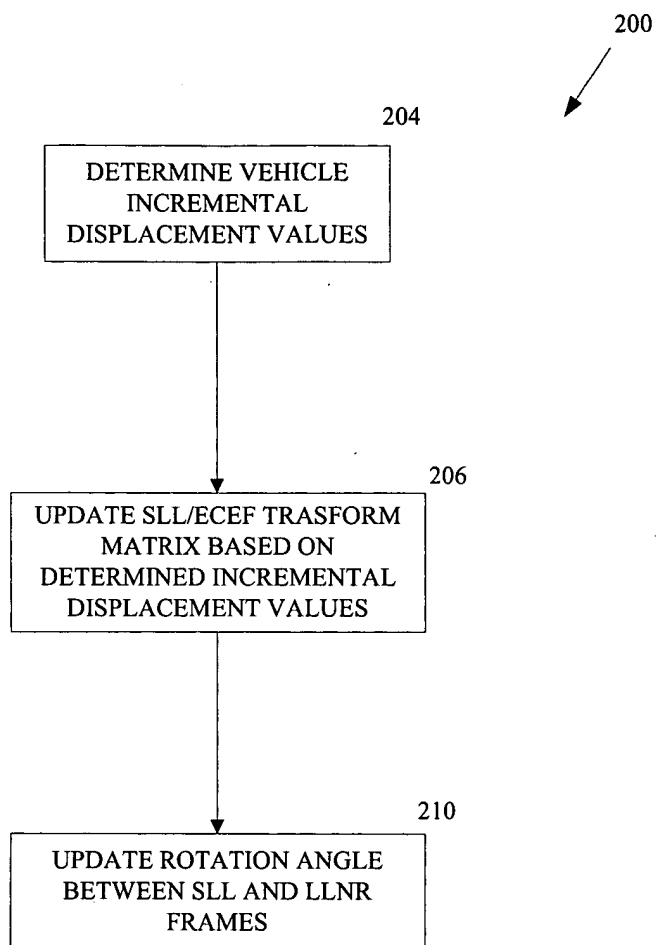 200
204
DETERMINE VEHICLE
INCREMENTAL
DISPLACEMENT VALUES
206
UPDATE SLL/ECEF TRASFORM
MATRIX BASED ON
DETERMINED INCREMENTAL
DISPLACEMENT VALUES
210
UPDATE ROTATION ANGLE
BETWEEN SLL AND LLNR
FRAMES